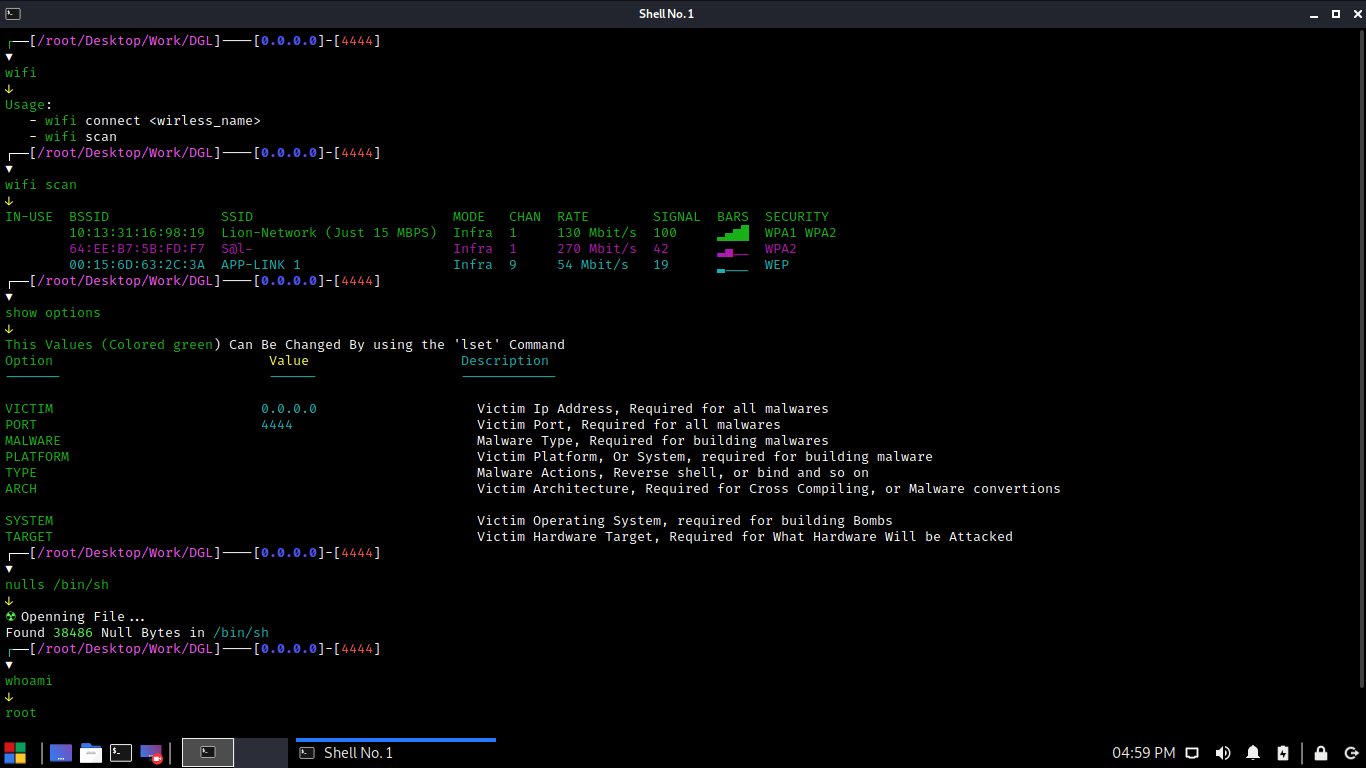 Shell No. 1
┌──[/root/Desktop/Work/DGL]────[0.0.0.0]-[4444]
▼
wifi
↓
Usage:
- wifi connect <wirless_name>
- wifi scan
┌──[/root/Desktop/Work/DGL]────[0.0.0.0]-[4444]
▼
wifi scan
↓
IN-USE BSSID SSID MODE CHAN RATE SIGNAL BARS SECURITY
10:13:31:16:98:19 Lion-Network (Just 15 MBPS) Infra 1 130 Mbit/s 100 ▂▄▆█ WPA1 WPA2
64:EE:B7:5B:FD:F7 S@l- Infra 1 270 Mbit/s 42 ▂▄__ WPA2
00:15:6D:63:2C:3A APP-LINK 1 Infra 9 54 Mbit/s 19 ▂___ WEP
┌──[/root/Desktop/Work/DGL]────[0.0.0.0]-[4444]
▼
show options
↓
This Values (Colored green) Can Be Changed By using the 'lset' Command
Option Value Description
VICTIM 0.0.0.0 Victim Ip Address, Required for all malwares
PORT 4444 Victim Port, Required for all malwares
MALWARE Malware Type, Required for building malwares
PLATFORM Victim Platform, Or System, required for building malware
TYPE Malware Actions, Reverse shell, or bind and so on
ARCH Victim Architecture, Required for Cross Compiling, or Malware convertions
SYSTEM Victim Operating System, required for building Bombs
TARGET Victim Hardware Target, Required for What Hardware Will be Attacked
┌──[/root/Desktop/Work/DGL]────[0.0.0.0]-[4444]
▼
nulls /bin/sh
↓
☢ Openning File...
Found 38486 Null Bytes in /bin/sh
┌──[/root/Desktop/Work/DGL]────[0.0.0.0]-[4444]
▼
whoami
↓
root
Shell No. 1
04:59 PM